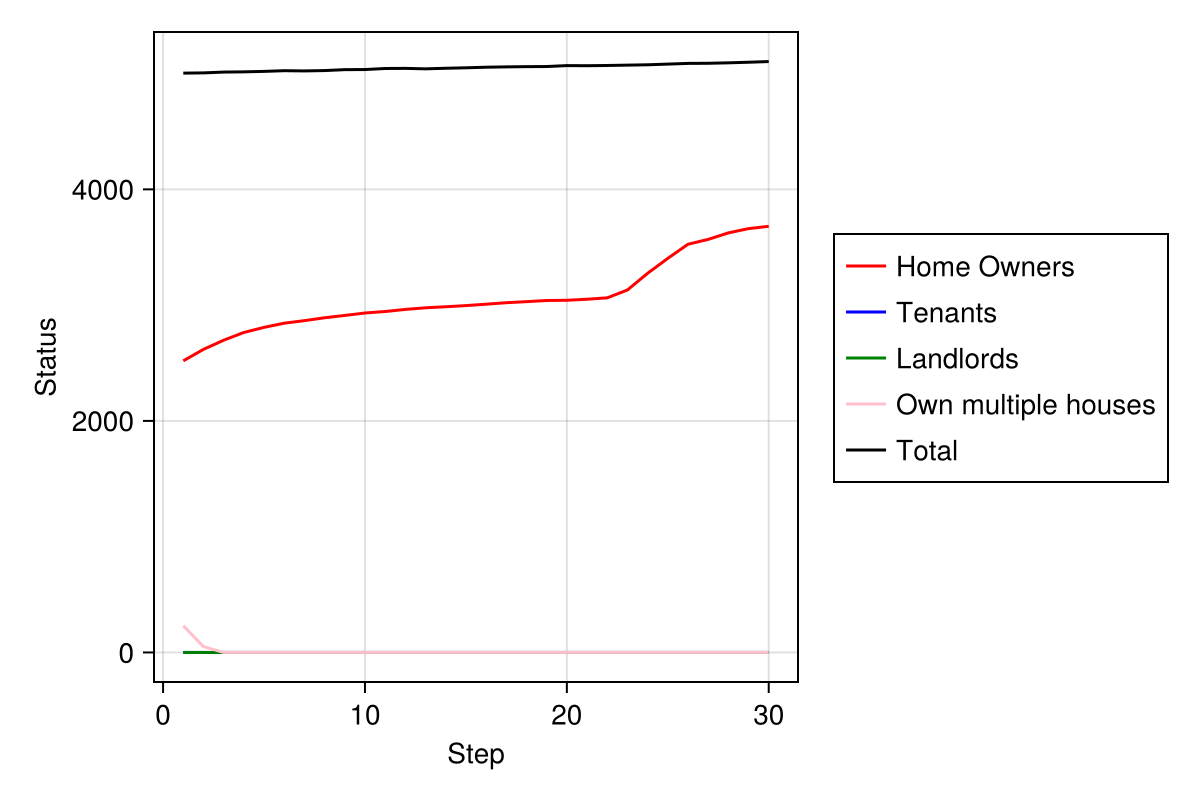 Status
4000
2000
0
0 10 20 30
Step
Home Owners
Tenants
Landlords
Own multiple houses
Total